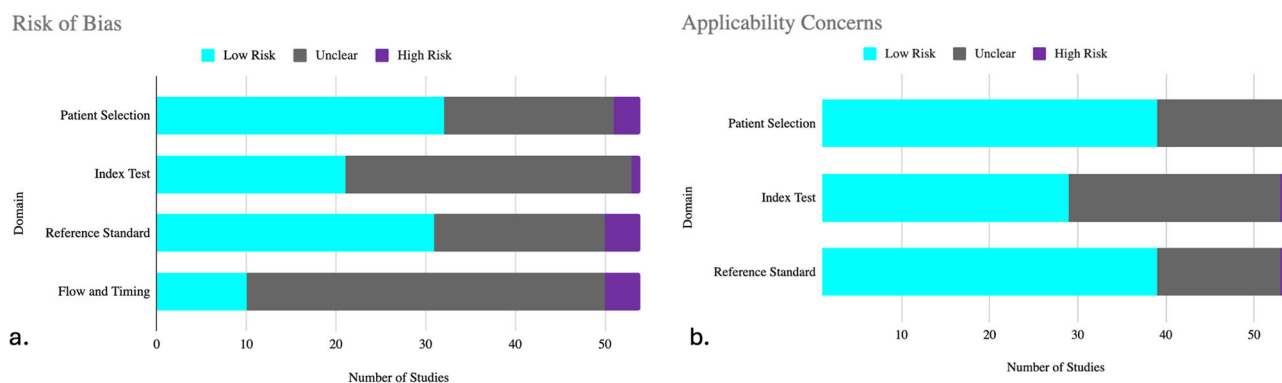 Risk of Bias
Low Risk Unclear High Risk
Patient Selection
Index Test
Reference Standard
Flow and Timing
Domain
0 10 20 30 40 50
Number of Studies
a.
Applicability Concerns
Low Risk Unclear High Risk
Patient Selection
Index Test
Reference Standard
Domain
10 20 30 40 50
Number of Studies
b.